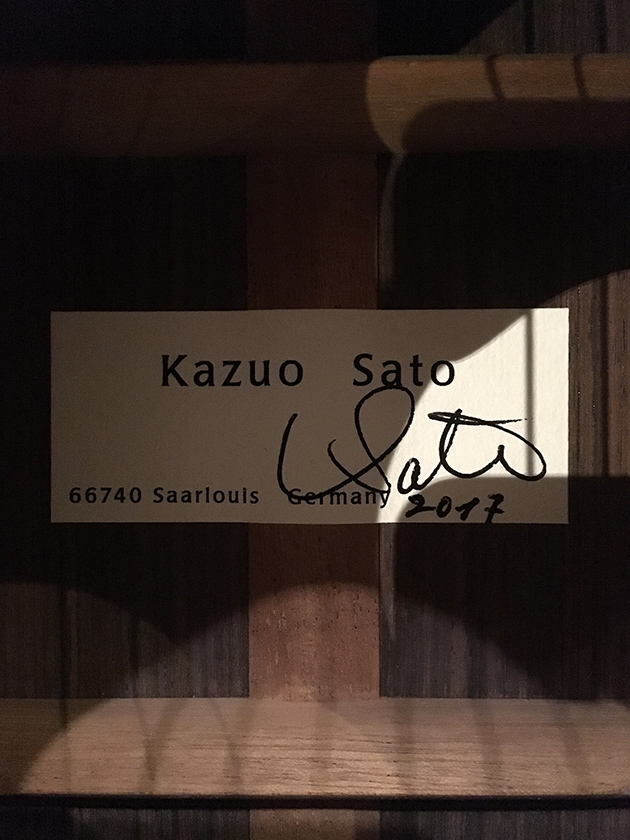 Kazuo Sato
Sato
66740 Saarlouis Germany
2017